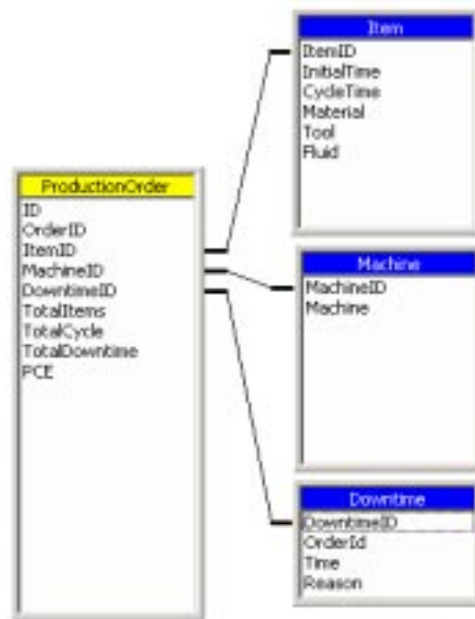 ProductionOrder
ID
OrderID
ItemID
MachineID
DowntimeID
TotalItems
TotalCycle
TotalDowntime
PCE
Item
ItemID
InitialTime
CycleTime
Material
Tool
Fluid
Machine
MachineID
Machine
Downtime
DowntimeID
OrderId
Time
Reason